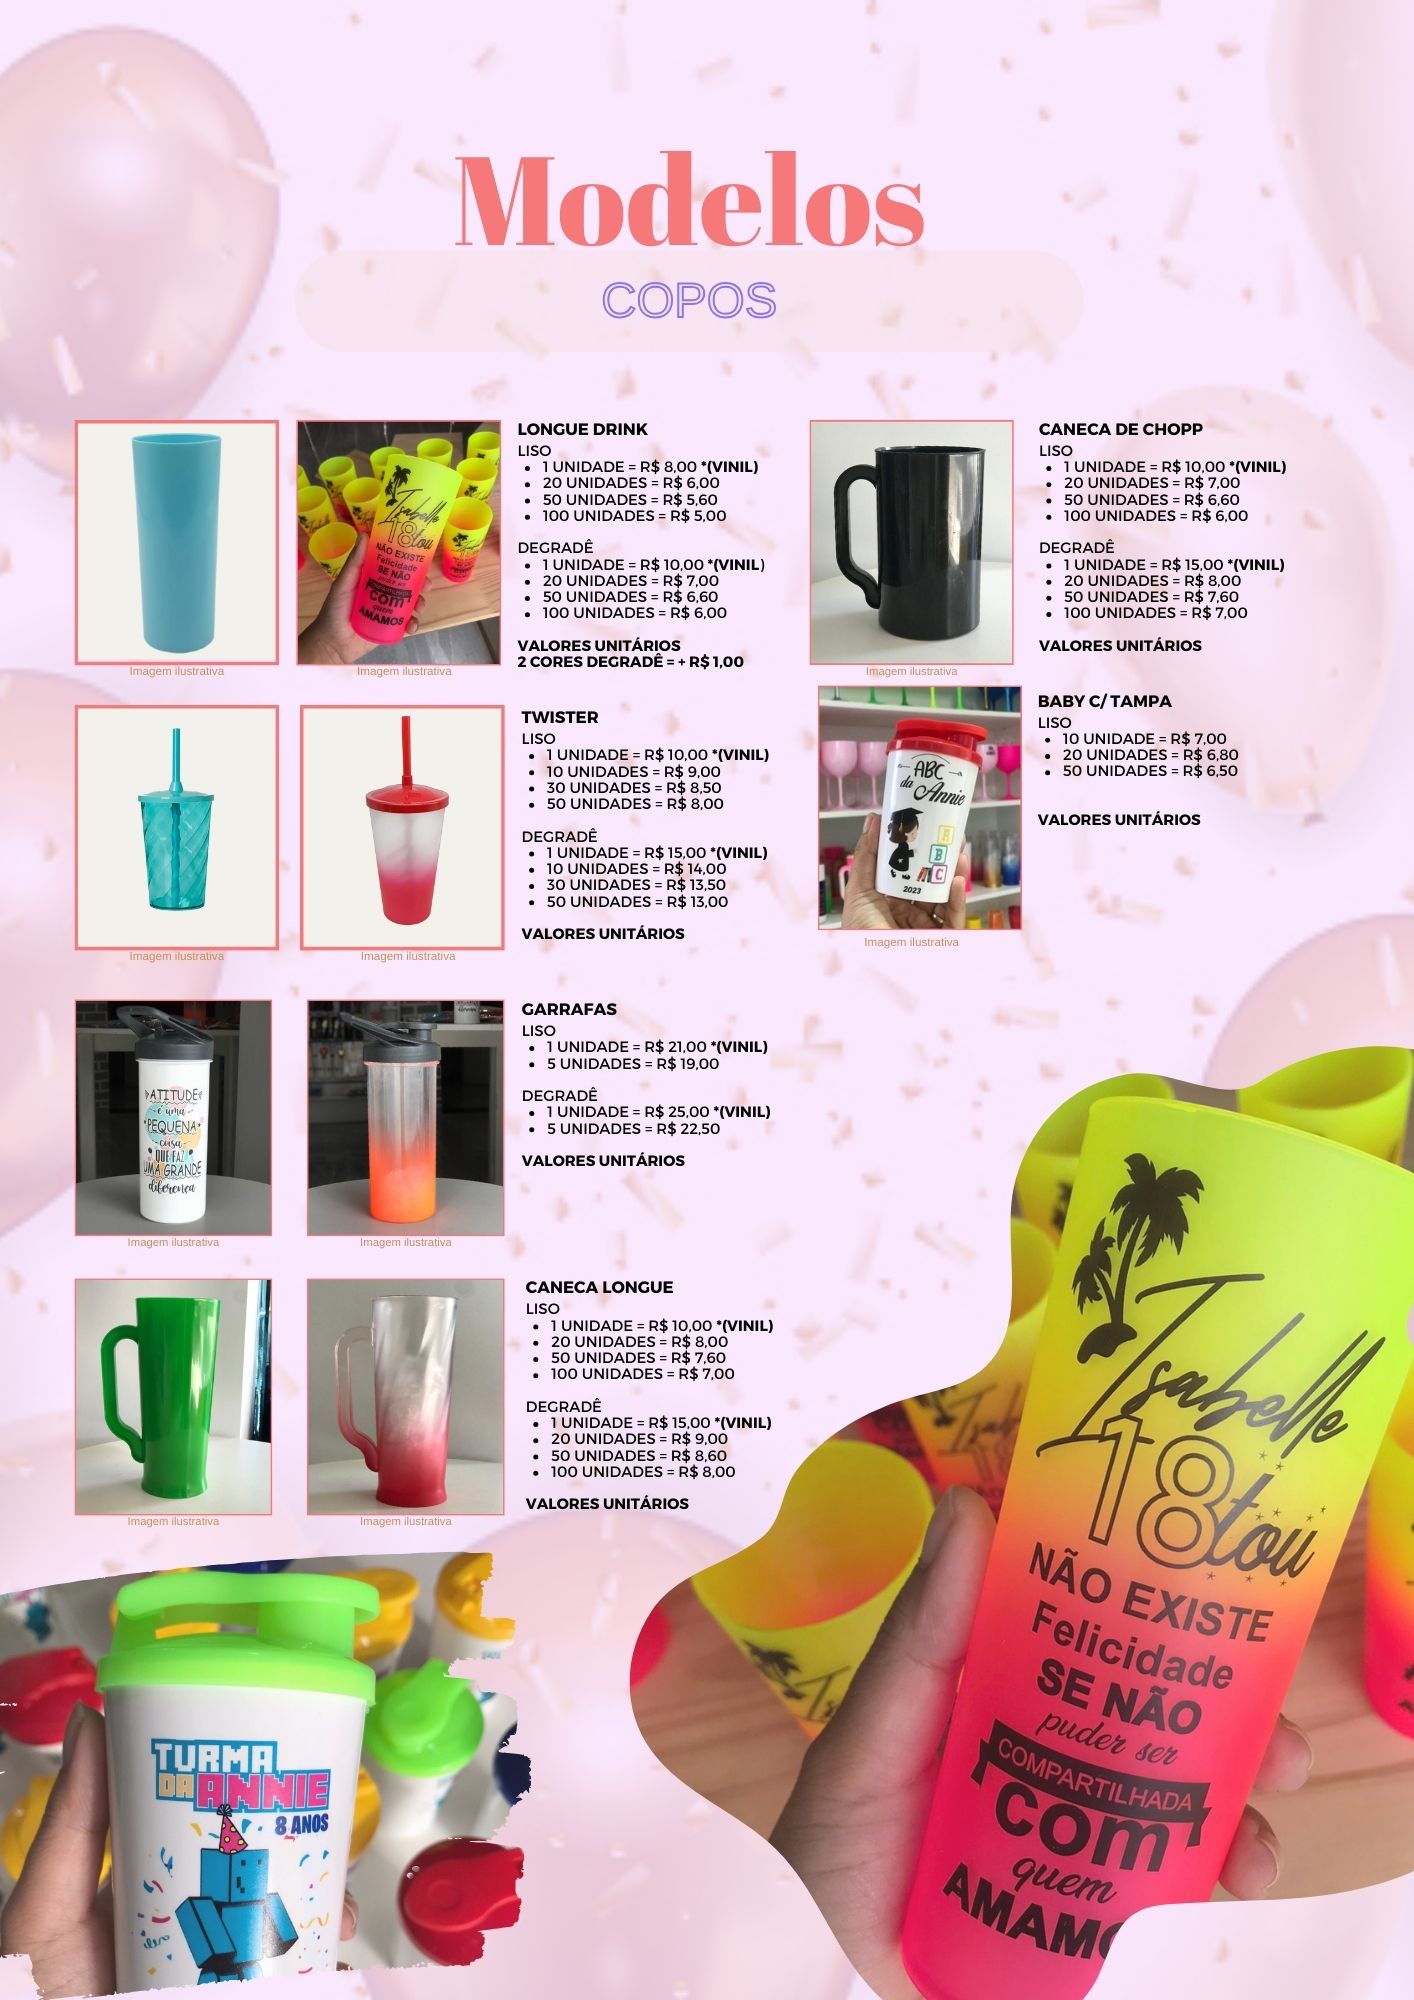 Modelos
COPOS
LONGUE DRINK
LISO
• 1 UNIDADE = R$ 8,00 *(VINIL)
• 20 UNIDADES = R$ 6,00
• 50 UNIDADES = R$ 5,60
• 100 UNIDADES = R$ 5,00
DEGRADÊ
• 1 UNIDADE = R$ 10,00 *(VINIL)
• 20 UNIDADES = R$ 7,00
• 50 UNIDADES = R$ 6,60
• 100 UNIDADES = R$ 6,00
VALORES UNITÁRIOS
2 CORES DEGRADÊ = + R$ 1,00
Isabelle
18tou
NÃO EXISTE
Felicidade
SE NÃO
puder ser
COMPARTILHADA
com
quem
AMAMOS
Imagem ilustrativa
Imagem ilustrativa
CANECA DE CHOPP
LISO
• 1 UNIDADE = R$ 10,00 *(VINIL)
• 20 UNIDADES = R$ 7,00
• 50 UNIDADES = R$ 6,60
• 100 UNIDADES = R$ 6,00
DEGRADÊ
• 1 UNIDADE = R$ 15,00 *(VINIL)
• 20 UNIDADES = R$ 8,00
• 50 UNIDADES = R$ 7,60
• 100 UNIDADES = R$ 7,00
VALORES UNITÁRIOS
Imagem ilustrativa
TWISTER
LISO
• 1 UNIDADE = R$ 10,00 *(VINIL)
• 10 UNIDADES = R$ 9,00
• 30 UNIDADES = R$ 8,50
• 50 UNIDADES = R$ 8,00
DEGRADÊ
• 1 UNIDADE = R$ 15,00 *(VINIL)
• 10 UNIDADES = R$ 14,00
• 30 UNIDADES = R$ 13,50
• 50 UNIDADES = R$ 13,00
VALORES UNITÁRIOS
Imagem ilustrativa
Imagem ilustrativa
BABY C/ TAMPA
LISO
• 10 UNIDADE = R$ 7,00
• 20 UNIDADES = R$ 6,80
• 50 UNIDADES = R$ 6,50
VALORES UNITÁRIOS
ABC
da Annie
A
B
C
2023
Imagem ilustrativa
GARRAFAS
LISO
• 1 UNIDADE = R$ 21,00 *(VINIL)
• 5 UNIDADES = R$ 19,00
DEGRADÊ
• 1 UNIDADE = R$ 25,00 *(VINIL)
• 5 UNIDADES = R$ 22,50
VALORES UNITÁRIOS
ATITUDE
é uma
PEQUENA
coisa
QUE FAZ
UMA GRANDE
diferença
Imagem ilustrativa
Imagem ilustrativa
CANECA LONGUE
LISO
• 1 UNIDADE = R$ 10,00 *(VINIL)
• 20 UNIDADES = R$ 8,00
• 50 UNIDADES = R$ 7,60
• 100 UNIDADES = R$ 7,00
DEGRADÊ
• 1 UNIDADE = R$ 15,00 *(VINIL)
• 20 UNIDADES = R$ 9,00
• 50 UNIDADES = R$ 8,60
• 100 UNIDADES = R$ 8,00
VALORES UNITÁRIOS
Imagem ilustrativa
Imagem ilustrativa
TURMA
DA ANNIE
8 ANOS
Isabelle
18tou
NÃO EXISTE
Felicidade
SE NÃO
puder ser
COMPARTILHADA
com
quem
AMAMO